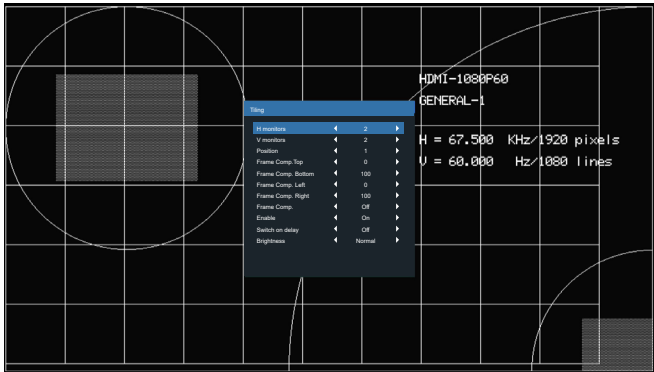 HDMI-1080P60
GENERAL-1
H = 67.500 KHz/1920 pixels
V = 60.000 Hz/1080 lines
Tiling
H monitors 2
V monitors 2
Position 1
Frame Comp.Top 0
Frame Comp. Bottom 100
Frame Comp. Left 0
Frame Comp. Right 100
Frame Comp. Off
Enable On
Switch on delay Off
Brightness Normal